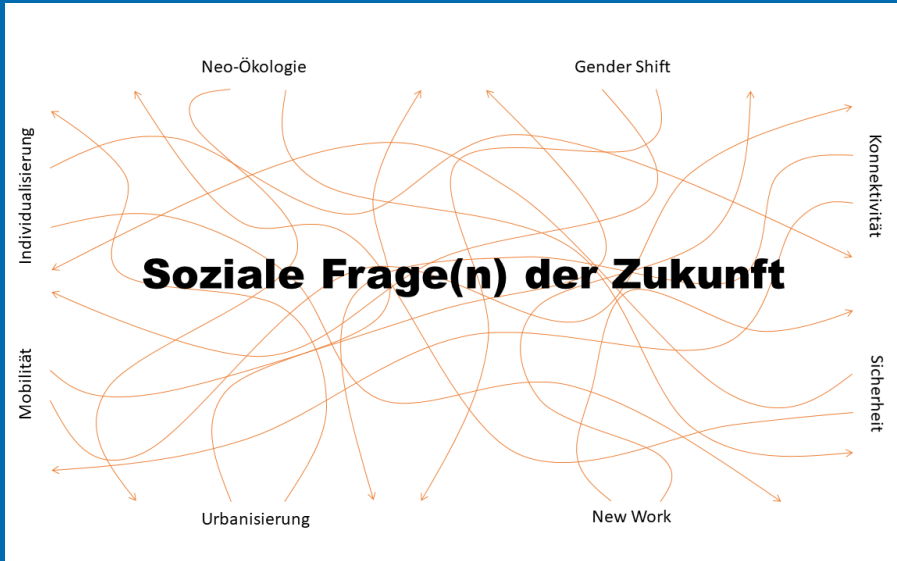 Neo-Ökologie
Gender Shift
Individualisierung
Konnektivität
Soziale Frage(n) der Zukunft
Mobilität
Sicherheit
Urbanisierung
New Work